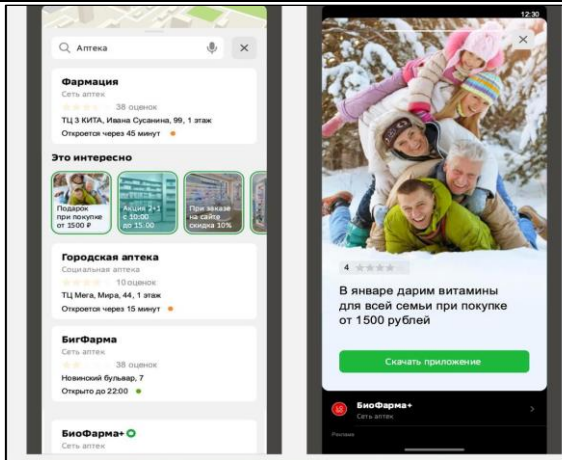 Аптека
Фармация
Сеть аптек
38 оценок
ТЦ 3 КИТА, Ивана Сусанина, 99, 1 этаж
Откроется через 45 минут
Это интересно
Подарок
при покупке
от 1500 ₽
Акция 2+1
с 10:00
до 15:00
При заказе
на сайте
скидка 10%
Городская аптека
Социальная аптека
10 оценок
ТЦ Мега, Мира, 44, 1 этаж
Откроется через 15 минут
БигФарма
Сеть аптек
38 оценок
Новинский бульвар, 7
Открыто до 22:00
БиоФарма+
Сеть аптек
12:30
4
В январе дарим витамины
для всей семьи при покупке
от 1500 рублей
Скачать приложение
БиоФарма+
Сеть аптек
Реклама